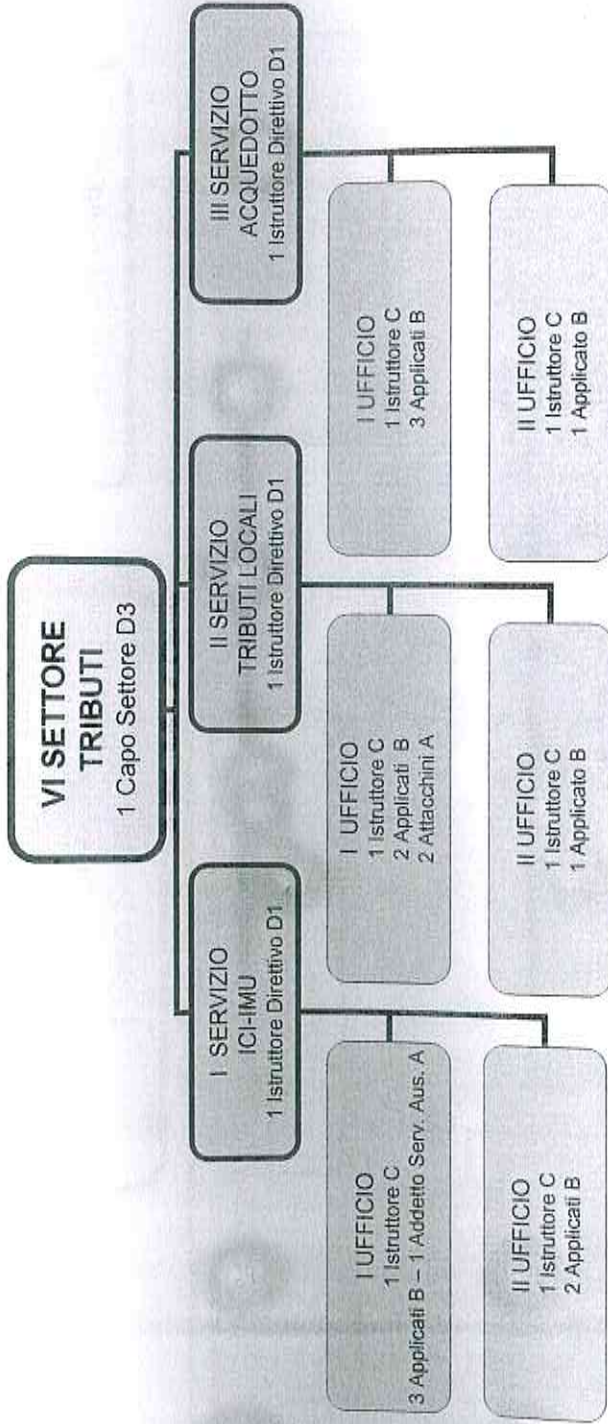 VI SETTORE
TRIBUTI
1 Capo Settore D3
I SERVIZIO
ICI-IMU
1 Istruttore Direttivo D1
I UFFICIO
1 Istruttore C
3 Applicati B – 1 Addetto Serv. Aus. A
II UFFICIO
1 Istruttore C
2 Applicati B
II SERVIZIO
TRIBUTI LOCALI
1 Istruttore Direttivo D1
I UFFICIO
1 Istruttore C
2 Applicati B
2 Attacchini A
II UFFICIO
1 Istruttore C
1 Applicato B
III SERVIZIO
ACQUEDOTTO
1 Istruttore Direttivo D1
I UFFICIO
1 Istruttore C
3 Applicati B
II UFFICIO
1 Istruttore C
1 Applicato B